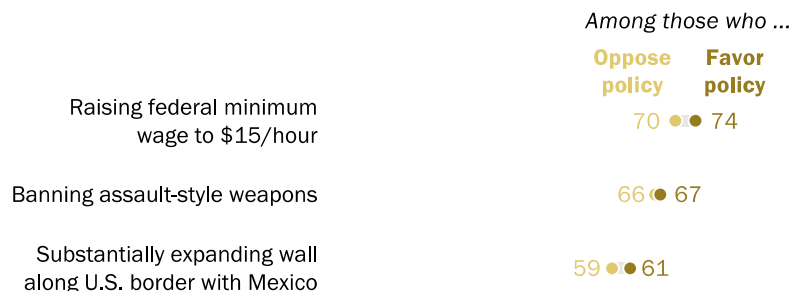 Among those who ...
Oppose policy
Favor policy
Raising federal minimum
wage to $15/hour
70 74
Banning assault-style weapons
66 67
Substantially expanding wall
along U.S. border with Mexico
59 61